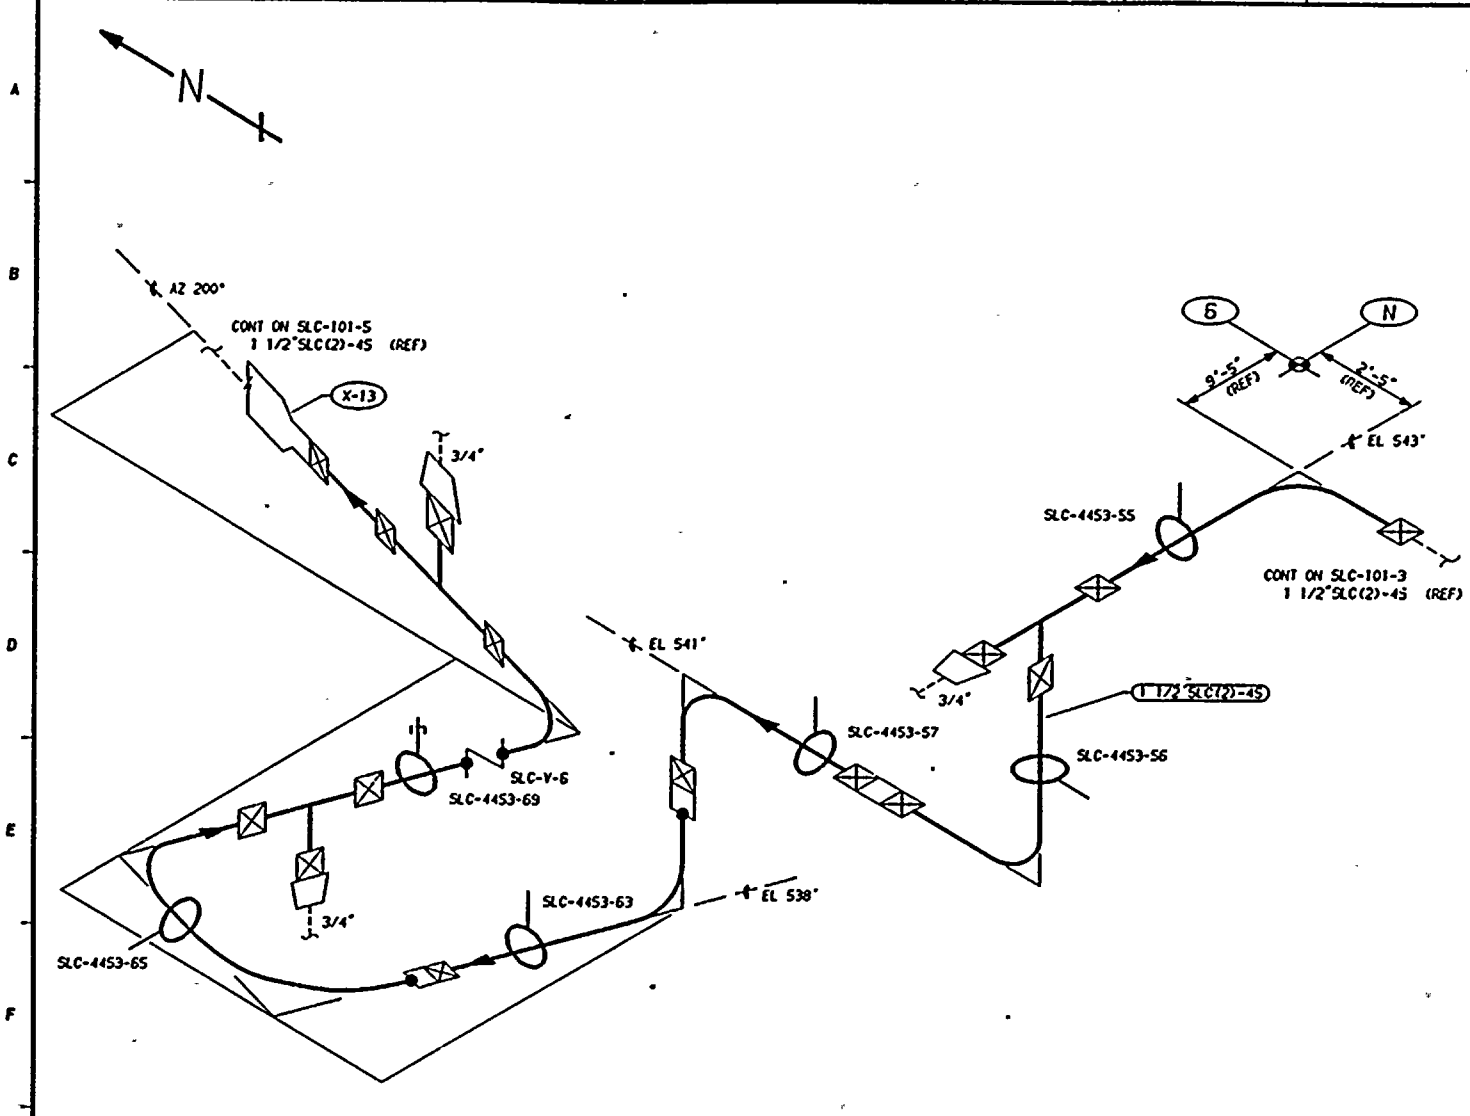 A
N
B
AZ 200°
CONT ON SLC-101-5
1 1/2"SLC(2)-4S (REF)
6
N
9'-5"
(REF)
2'-5"
(REF)
X-13
C
3/4"
EL 543'
SLC-4453-55
CONT ON SLC-101-3
1 1/2"SLC(2)-4S (REF)
D
EL 541'
3/4"
1 1/2"SLC(2)-4S
SLC-4453-57
SLC-4453-56
SLC-V-6
SLC-4453-69
E
EL 538'
SLC-4453-63
3/4"
SLC-4453-65
F